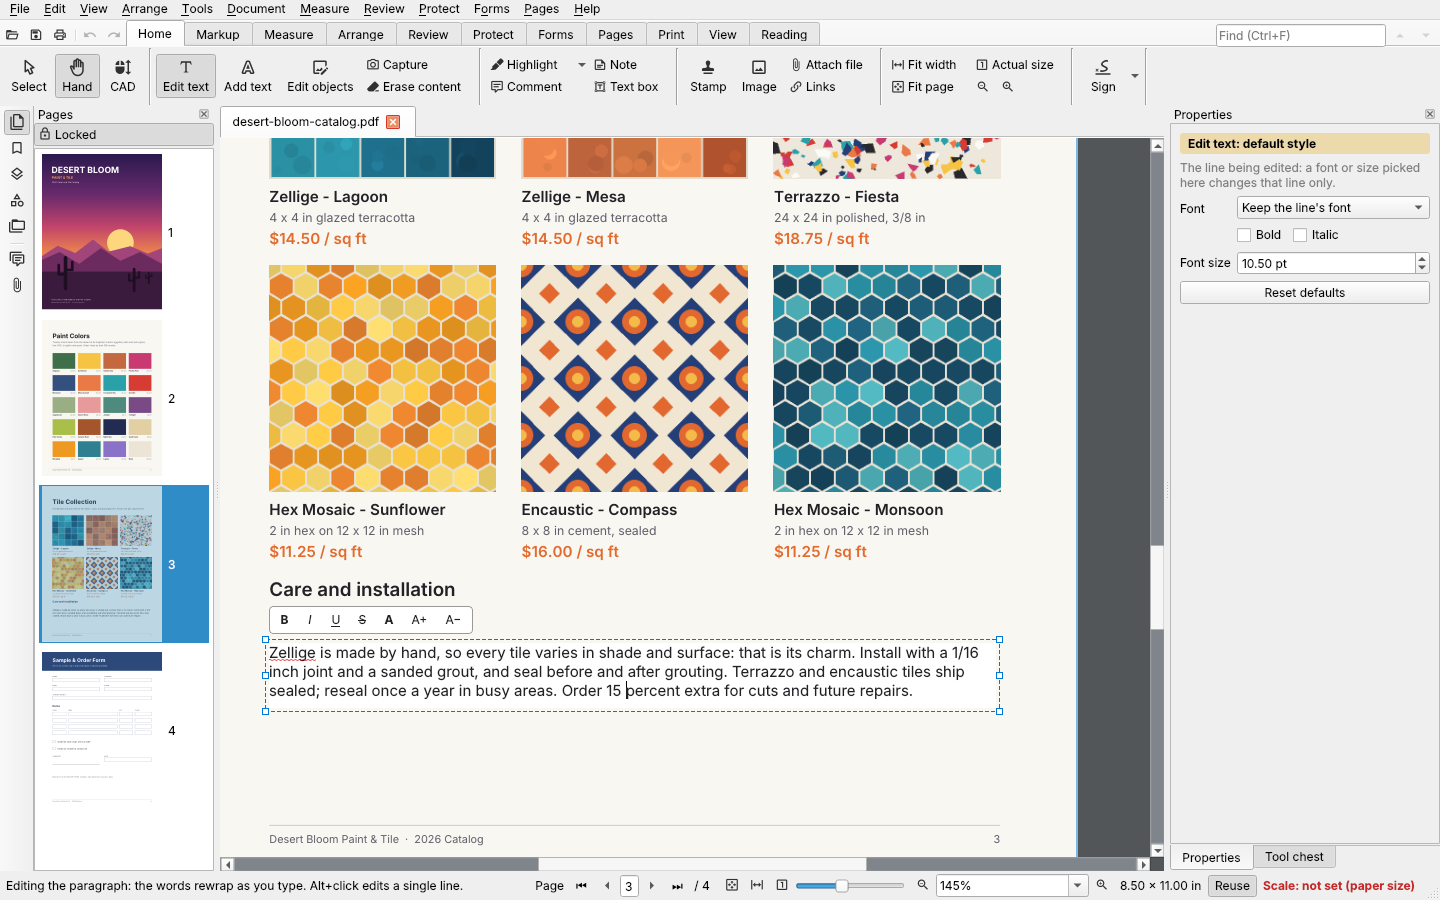 File Edit View Arrange Tools Document Measure Review Protect Forms Pages Help
Home Markup Measure Arrange Review Protect Forms Pages Print View Reading
Find (Ctrl+F)
Select Hand CAD Edit text Add text Edit objects Capture Erase content Highlight Comment Note Text box Stamp Image Attach file Links Fit width Fit page Actual size Sign
Pages
Locked
DESERT BLOOM
1
Paint Colors
2
Tile Collection
3
Sample & Order Form
4
desert-bloom-catalog.pdf
Zellige - Lagoon
4 x 4 in glazed terracotta
$14.50 / sq ft
Zellige - Mesa
4 x 4 in glazed terracotta
$14.50 / sq ft
Terrazzo - Fiesta
24 x 24 in polished, 3/8 in
$18.75 / sq ft
Hex Mosaic - Sunflower
2 in hex on 12 x 12 in mesh
$11.25 / sq ft
Encaustic - Compass
8 x 8 in cement, sealed
$16.00 / sq ft
Hex Mosaic - Monsoon
2 in hex on 12 x 12 in mesh
$11.25 / sq ft
Care and installation
B I U S A A+ A−
Zellige is made by hand, so every tile varies in shade and surface: that is its charm. Install with a 1/16
inch joint and a sanded grout, and seal before and after grouting. Terrazzo and encaustic tiles ship
sealed; reseal once a year in busy areas. Order 15 percent extra for cuts and future repairs.
Desert Bloom Paint & Tile · 2026 Catalog
3
Properties
Edit text: default style
The line being edited: a font or size picked
here changes that line only.
Font Keep the line's font
Bold Italic
Font size 10.50 pt
Reset defaults
Properties Tool chest
Editing the paragraph: the words rewrap as you type. Alt+click edits a single line.
Page 3 / 4
145%
8.50 × 11.00 in
Reuse
Scale: not set (paper size)